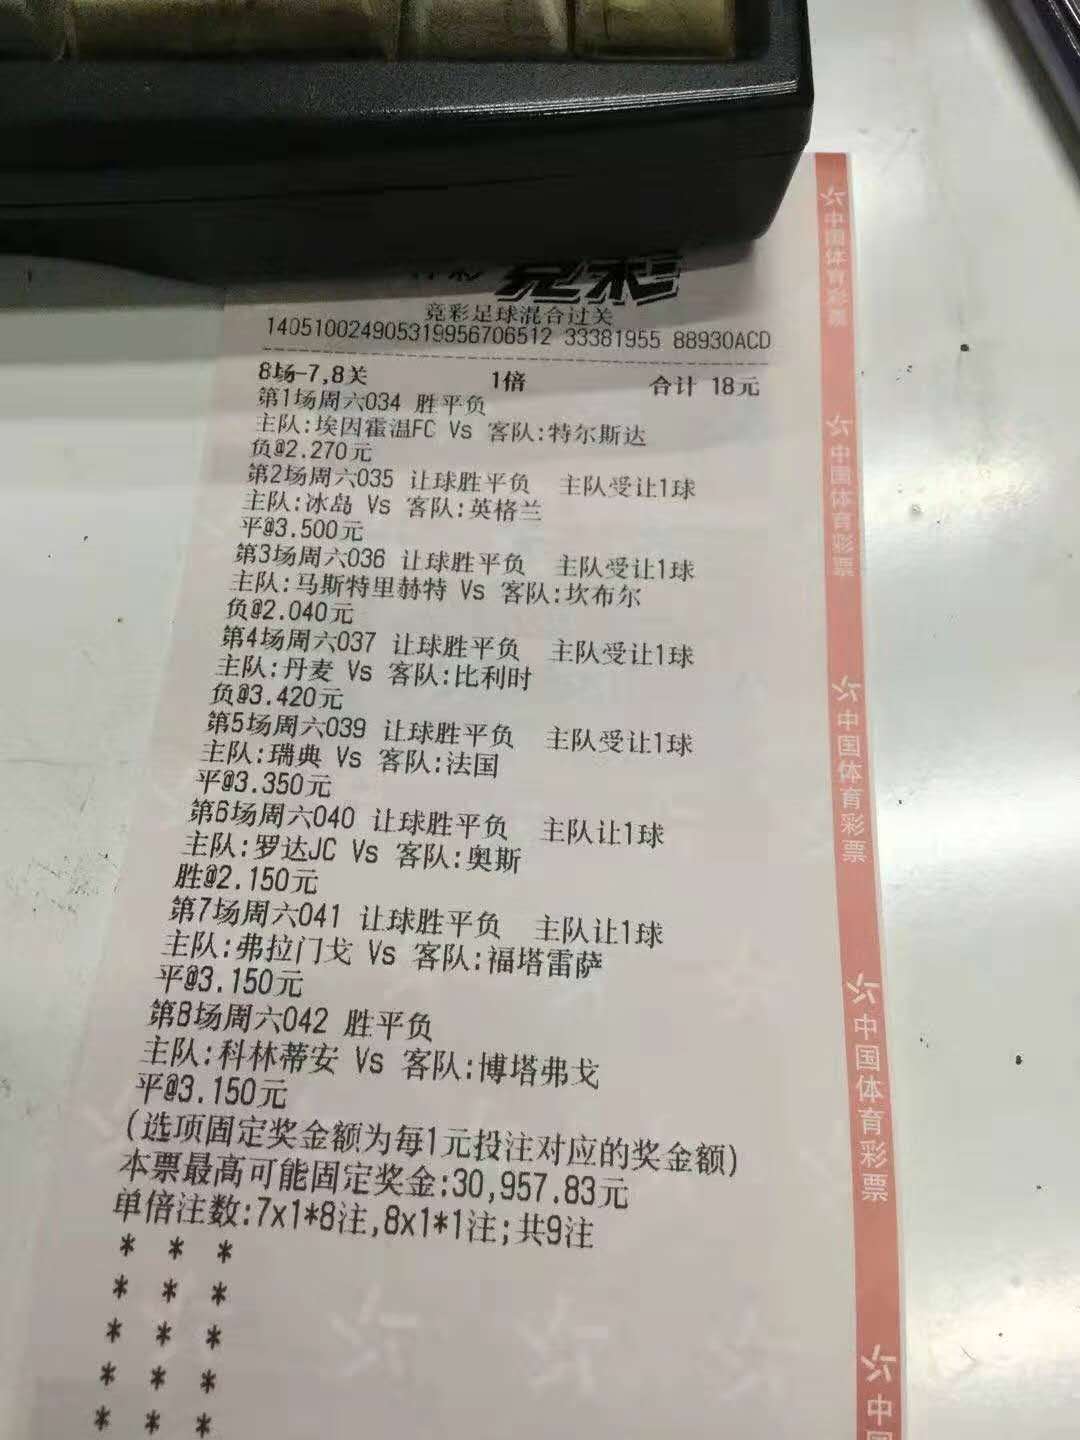 竞彩
竞彩足球混合过关
140510024905319956706512 33381955 88930ACD
8场-7,8关 1倍 合计 18元
第1场周六034 胜平负
主队:埃因霍温FC Vs 客队:特尔斯达
负@2.270元
第2场周六035 让球胜平负 主队受让1球
主队:冰岛 Vs 客队:英格兰
平@3.500元
第3场周六036 让球胜平负 主队受让1球
主队:马斯特里赫特 Vs 客队:坎布尔
负@2.040元
第4场周六037 让球胜平负 主队受让1球
主队:丹麦 Vs 客队:比利时
负@3.420元
第5场周六039 让球胜平负 主队受让1球
主队:瑞典 Vs 客队:法国
平@3.350元
第6场周六040 让球胜平负 主队让1球
主队:罗达JC Vs 客队:奥斯
胜@2.150元
第7场周六041 让球胜平负 主队让1球
主队:弗拉门戈 Vs 客队:福塔雷萨
平@3.150元
第8场周六042 胜平负
主队:科林蒂安 Vs 客队:博塔弗戈
平@3.150元
(选项固定奖金额为每1元投注对应的奖金额)
本票最高可能固定奖金:30,957.83元
单倍注数:7x1*8注,8x1*1注;共9注
* * *
* * *
* * *
* * *
* * *
中国体育彩票
中国体育彩票
中国体育彩票
中国体育彩票
中国